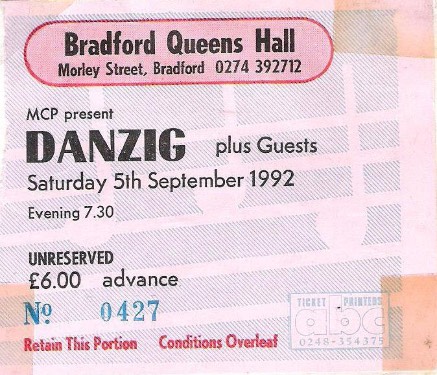 Bradford Queens Hall
Morley Street, Bradford 0274 392712
MCP present
DANZIG plus Guests
Saturday 5th September 1992
Evening 7.30
UNRESERVED
£6.00 advance
No. 0427
Retain This Portion Conditions Overleaf
TICKET PRINTERS
abc
0248-354375